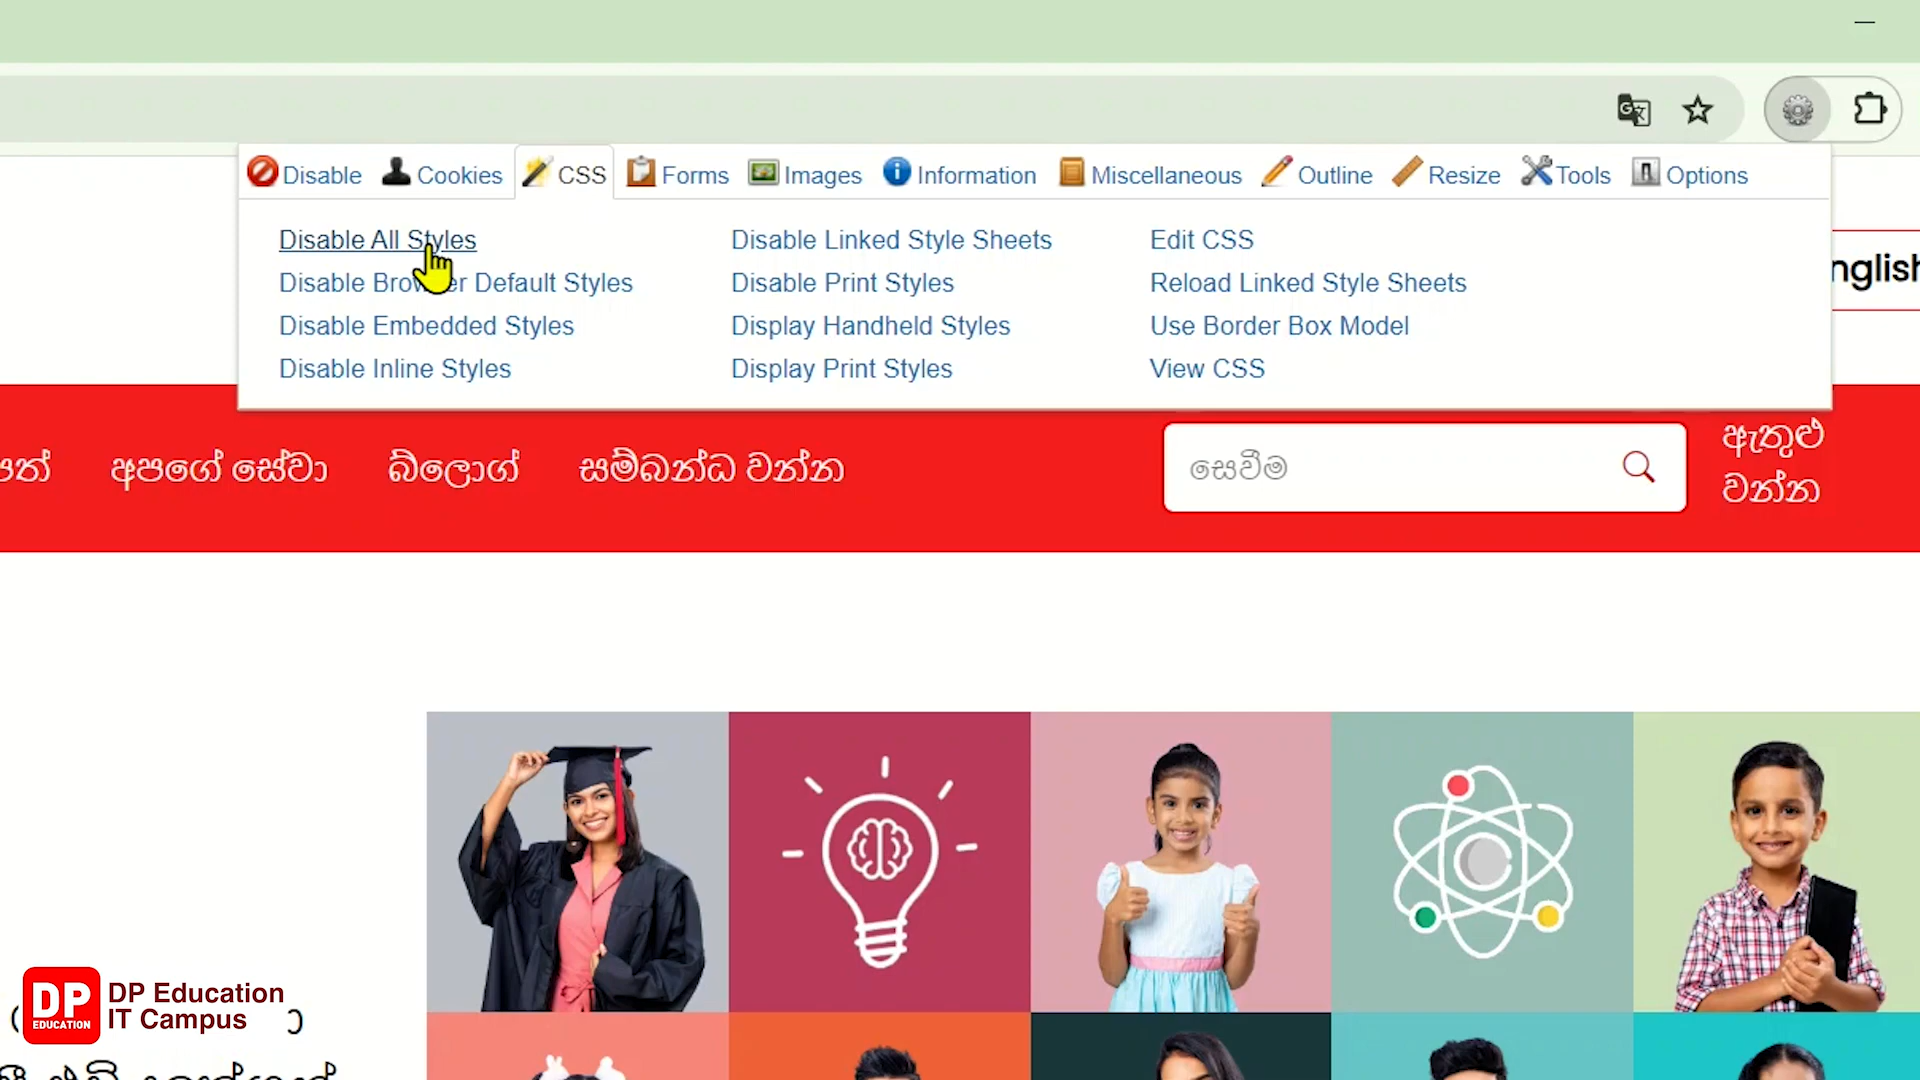 Disable Cookies CSS Forms Images Information Miscellaneous Outline Resize Tools Options
Disable All Styles
Disable Browser Default Styles
Disable Embedded Styles
Disable Inline Styles
Disable Linked Style Sheets
Disable Print Styles
Display Handheld Styles
Display Print Styles
Edit CSS
Reload Linked Style Sheets
Use Border Box Model
View CSS
nglish
අපගේ සේවා
බ්ලොග්
සම්බන්ධ වන්න
සෙවීම
ඇතුළු
වන්න
DP
EDUCATION
DP Education
IT Campus